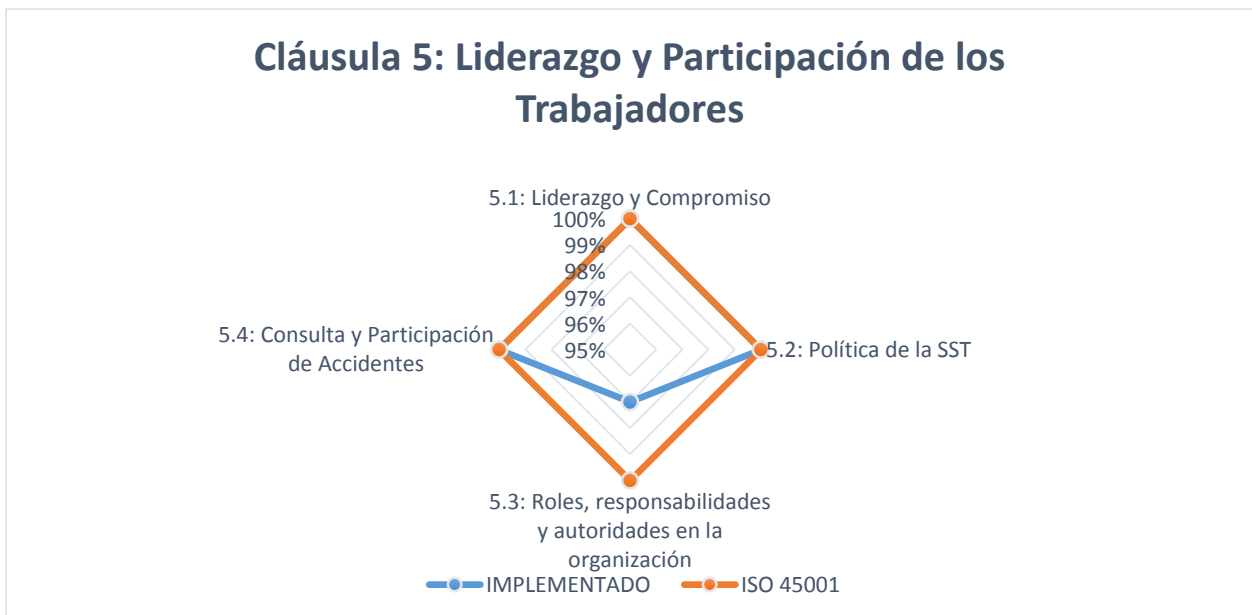 Cláusula 5: Liderazgo y Participación de los
Trabajadores
5.1: Liderazgo y Compromiso
100%
99%
98%
97%
96%
95%
5.4: Consulta y Participación
de Accidentes
5.2: Política de la SST
5.3: Roles, responsabilidades
y autoridades en la
organización
IMPLEMENTADO
ISO 45001